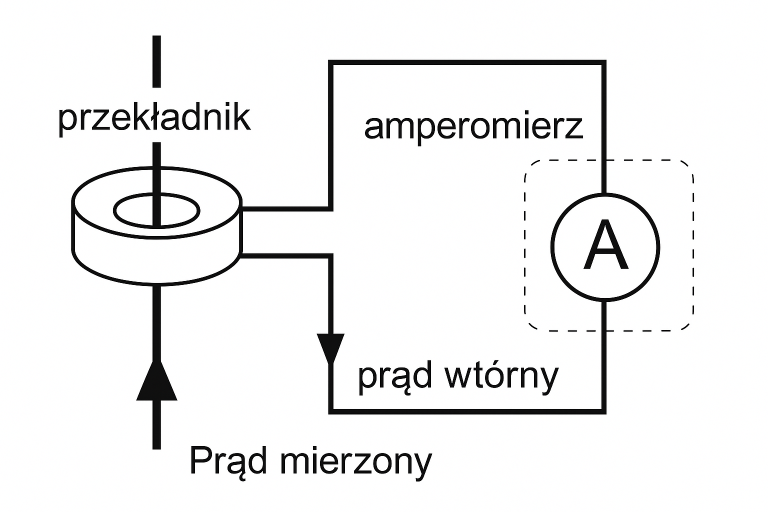 przekładnik
amperomierz
A
prąd wtórny
Prąd mierzony